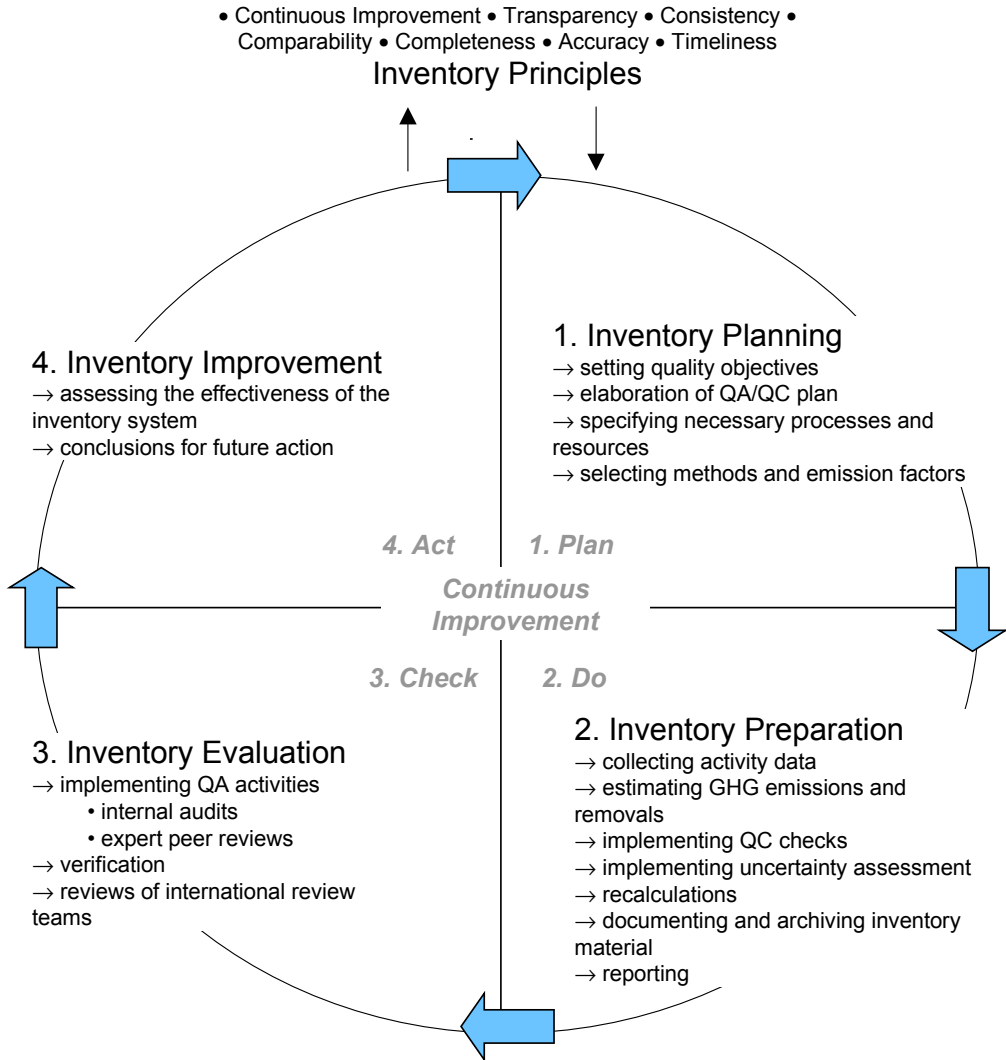 • Continuous Improvement • Transparency • Consistency •
Comparability • Completeness • Accuracy • Timeliness
Inventory Principles
1. Inventory Planning
→ setting quality objectives
→ elaboration of QA/QC plan
→ specifying necessary processes and
resources
→ selecting methods and emission factors
4. Inventory Improvement
→ assessing the effectiveness of the
inventory system
→ conclusions for future action
4. Act
1. Plan
Continuous
Improvement
3. Check
2. Do
2. Inventory Preparation
→ collecting activity data
→ estimating GHG emissions and
removals
→ implementing QC checks
→ implementing uncertainty assessment
→ recalculations
→ documenting and archiving inventory
material
→ reporting
3. Inventory Evaluation
→ implementing QA activities
• internal audits
• expert peer reviews
→ verification
→ reviews of international review
teams